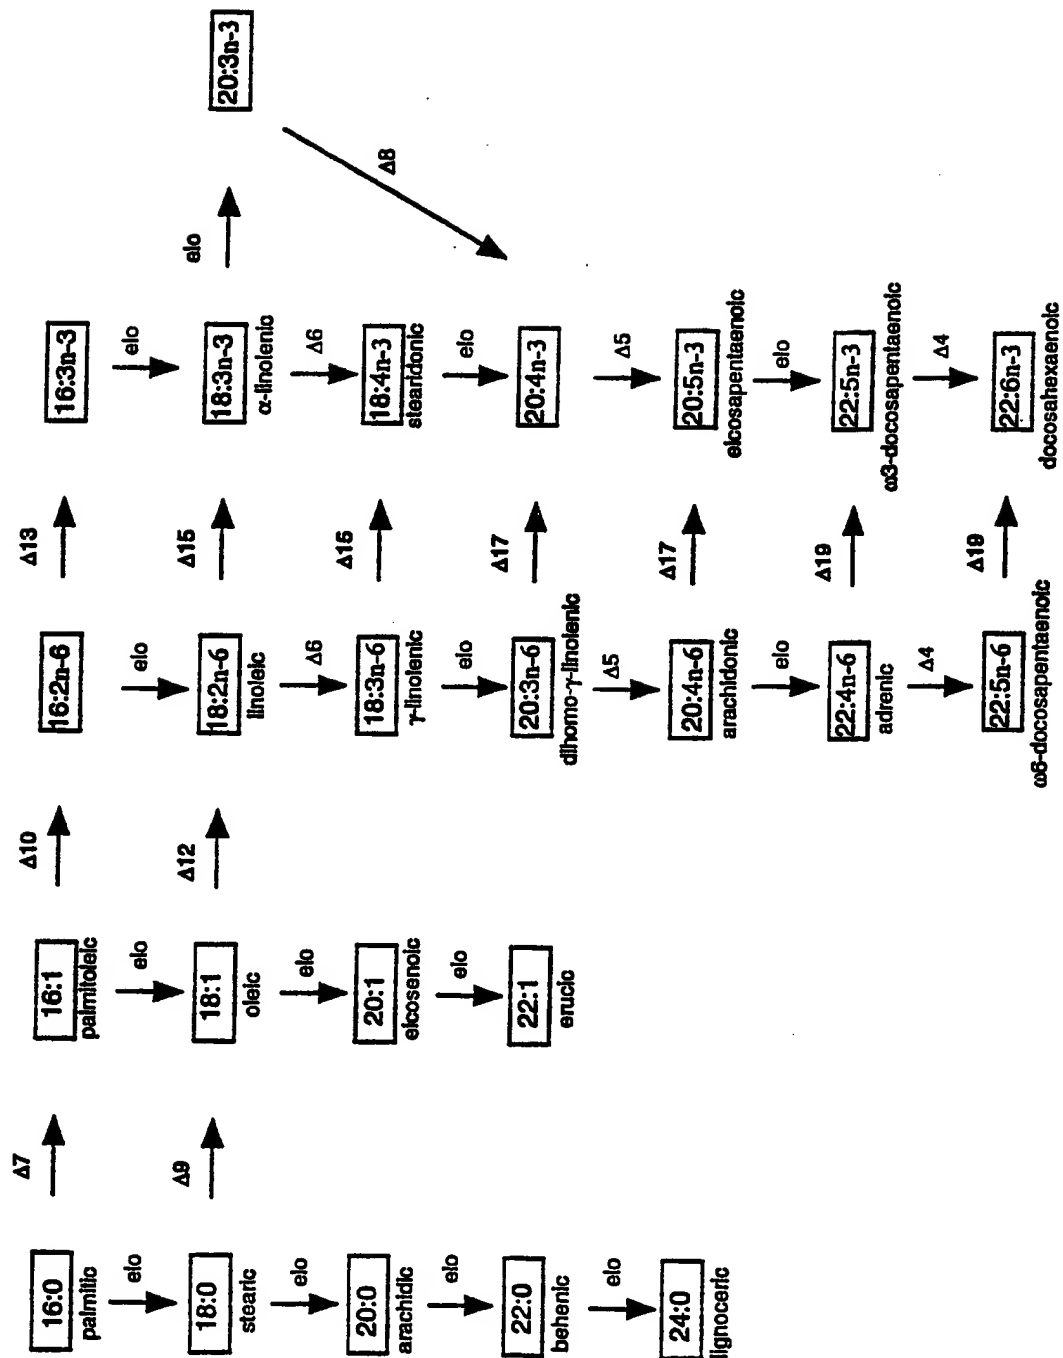 20:3n-3
Δ8
elo
16:3n-3
elo
18:3n-3
α-linolenic
Δ6
18:4n-3
stearidonic
elo
20:4n-3
Δ5
20:5n-3
eicosapentaenoic
elo
22:5n-3
ω3-docosapentaenoic
Δ4
22:6n-3
docosahexaenoic
Δ13
Δ15
Δ15
Δ17
Δ17
Δ19
Δ19
16:2n-6
elo
18:2n-6
linoleic
Δ6
18:3n-6
γ-linolenic
elo
20:3n-6
dihomo-γ-linolenic
Δ5
20:4n-6
arachidonic
elo
22:4n-6
adrenic
Δ4
22:5n-6
ω6-docosapentaenoic
Δ10
Δ12
16:1
palmitoleic
elo
18:1
oleic
elo
20:1
eicosenoic
elo
22:1
erucic
Δ7
Δ9
16:0
palmitic
elo
18:0
stearic
elo
20:0
arachidic
elo
22:0
behenic
elo
24:0
lignoceric